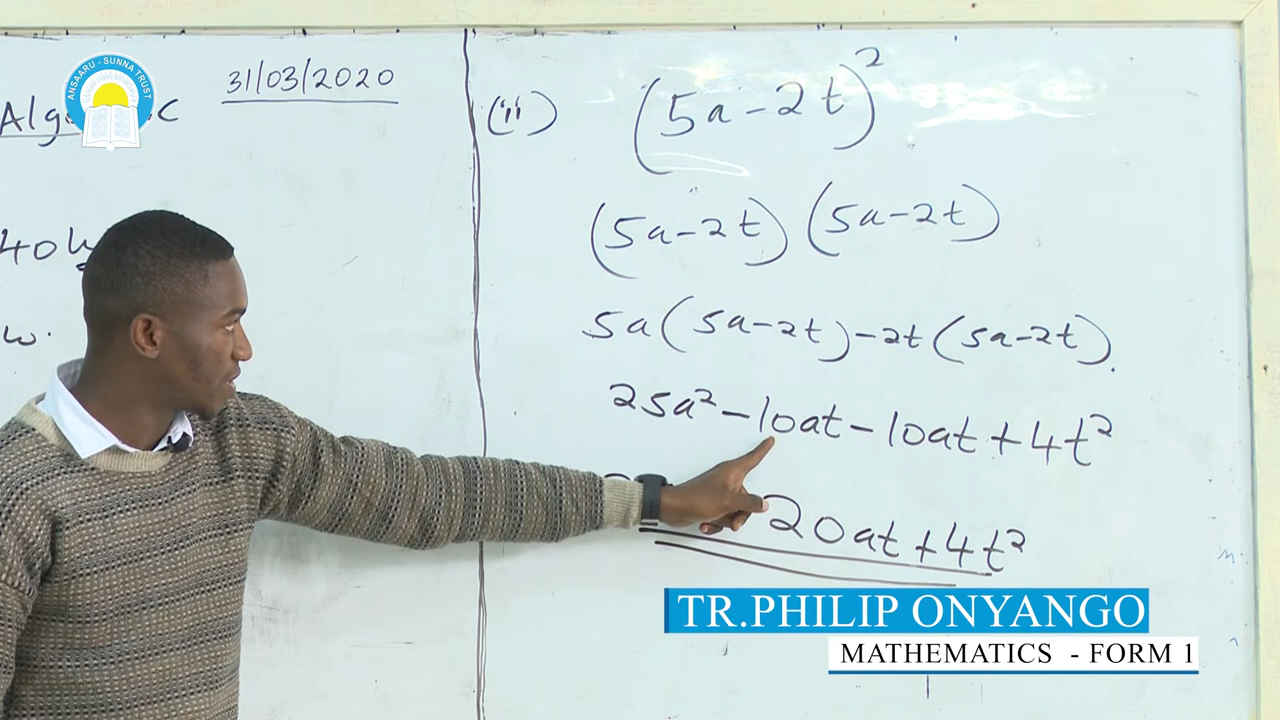 ANSAARU - SUNNA TRUST
31/03/2020
40
w.
(ii) (5a-2t)²
(5a-2t)(5a-2t)
5a(5a-2t)-2t(5a-2t).
25a²-10at-10at+4t²
20at+4t²
TR.PHILIP ONYANGO
MATHEMATICS - FORM 1